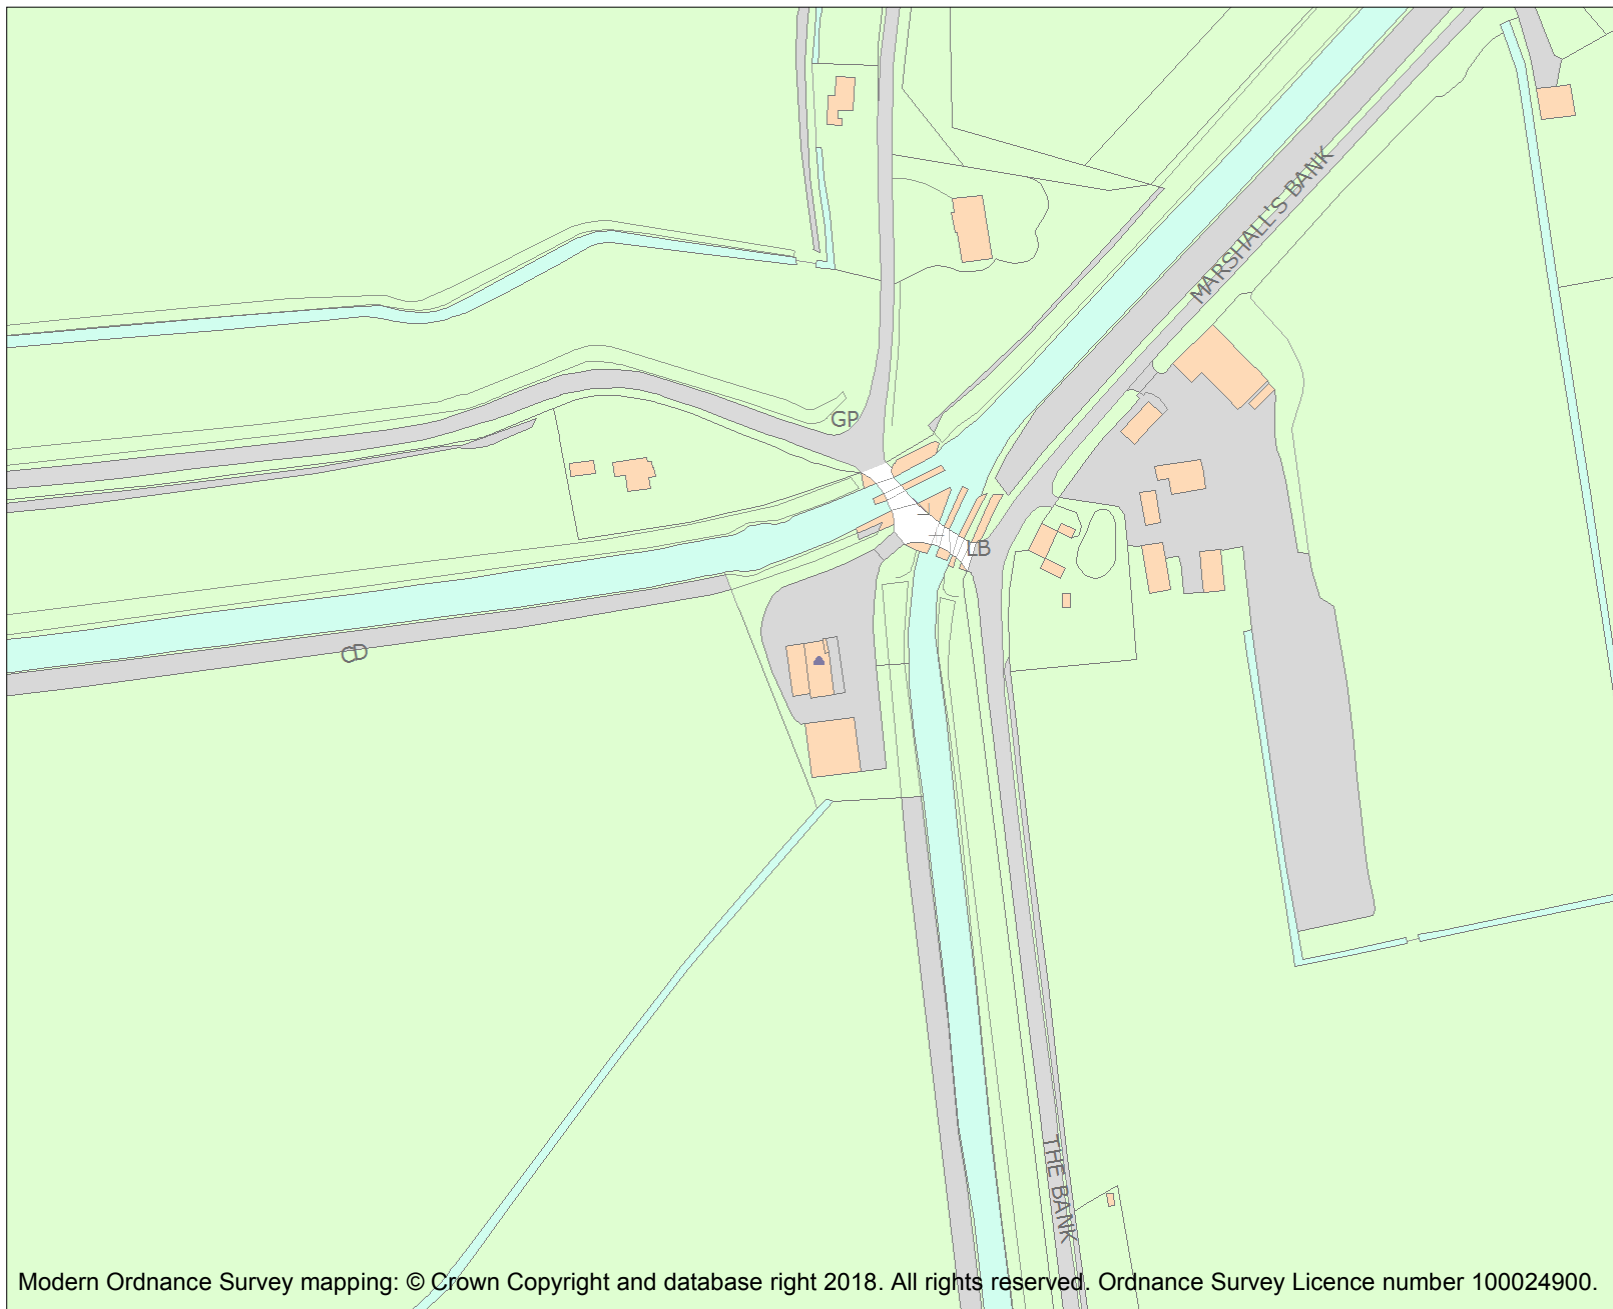 MARSHALL'S BANK
GP
LB
CD
THE BANK
Modern Ordnance Survey mapping: © Crown Copyright and database right 2018. All rights reserved. Ordnance Survey Licence number 100024900.